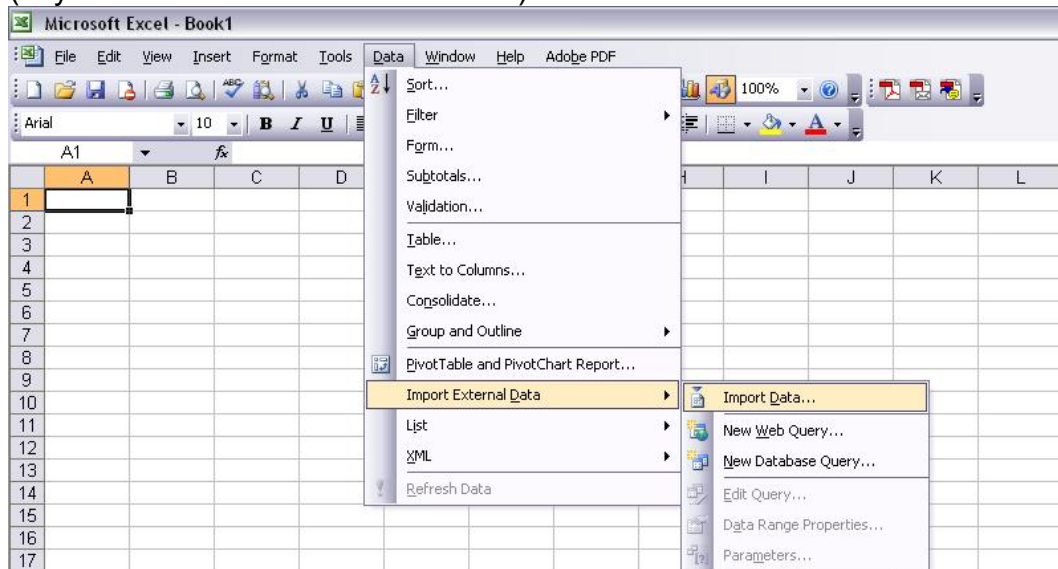 Microsoft Excel - Book1
File Edit View Insert Format Tools Data Window Help Adobe PDF
100%
Arial 10 B I U A
A1 fx
A B C D H I J K L
1
2
3
4
5
6
7
8
9
10
11
12
13
14
15
16
17
Sort...
Filter
Form...
Subtotals...
Validation...
Table...
Text to Columns...
Consolidate...
Group and Outline
PivotTable and PivotChart Report...
Import External Data
List
XML
Refresh Data
Import Data...
New Web Query...
New Database Query...
Edit Query...
Data Range Properties...
Parameters...